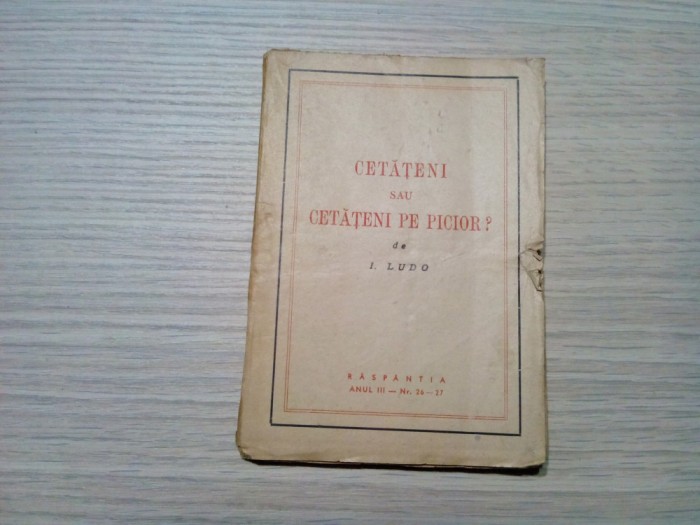 CETĂȚENI
SAU
CETĂȚENI PE PICIOR?
de
I. LUDO
RĂSPÂNTIA
ANUL III — Nr. 26—27